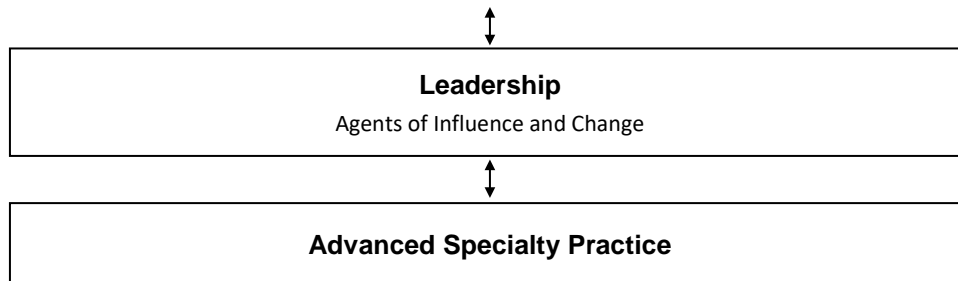 Leadership
Agents of Influence and Change
Advanced Specialty Practice